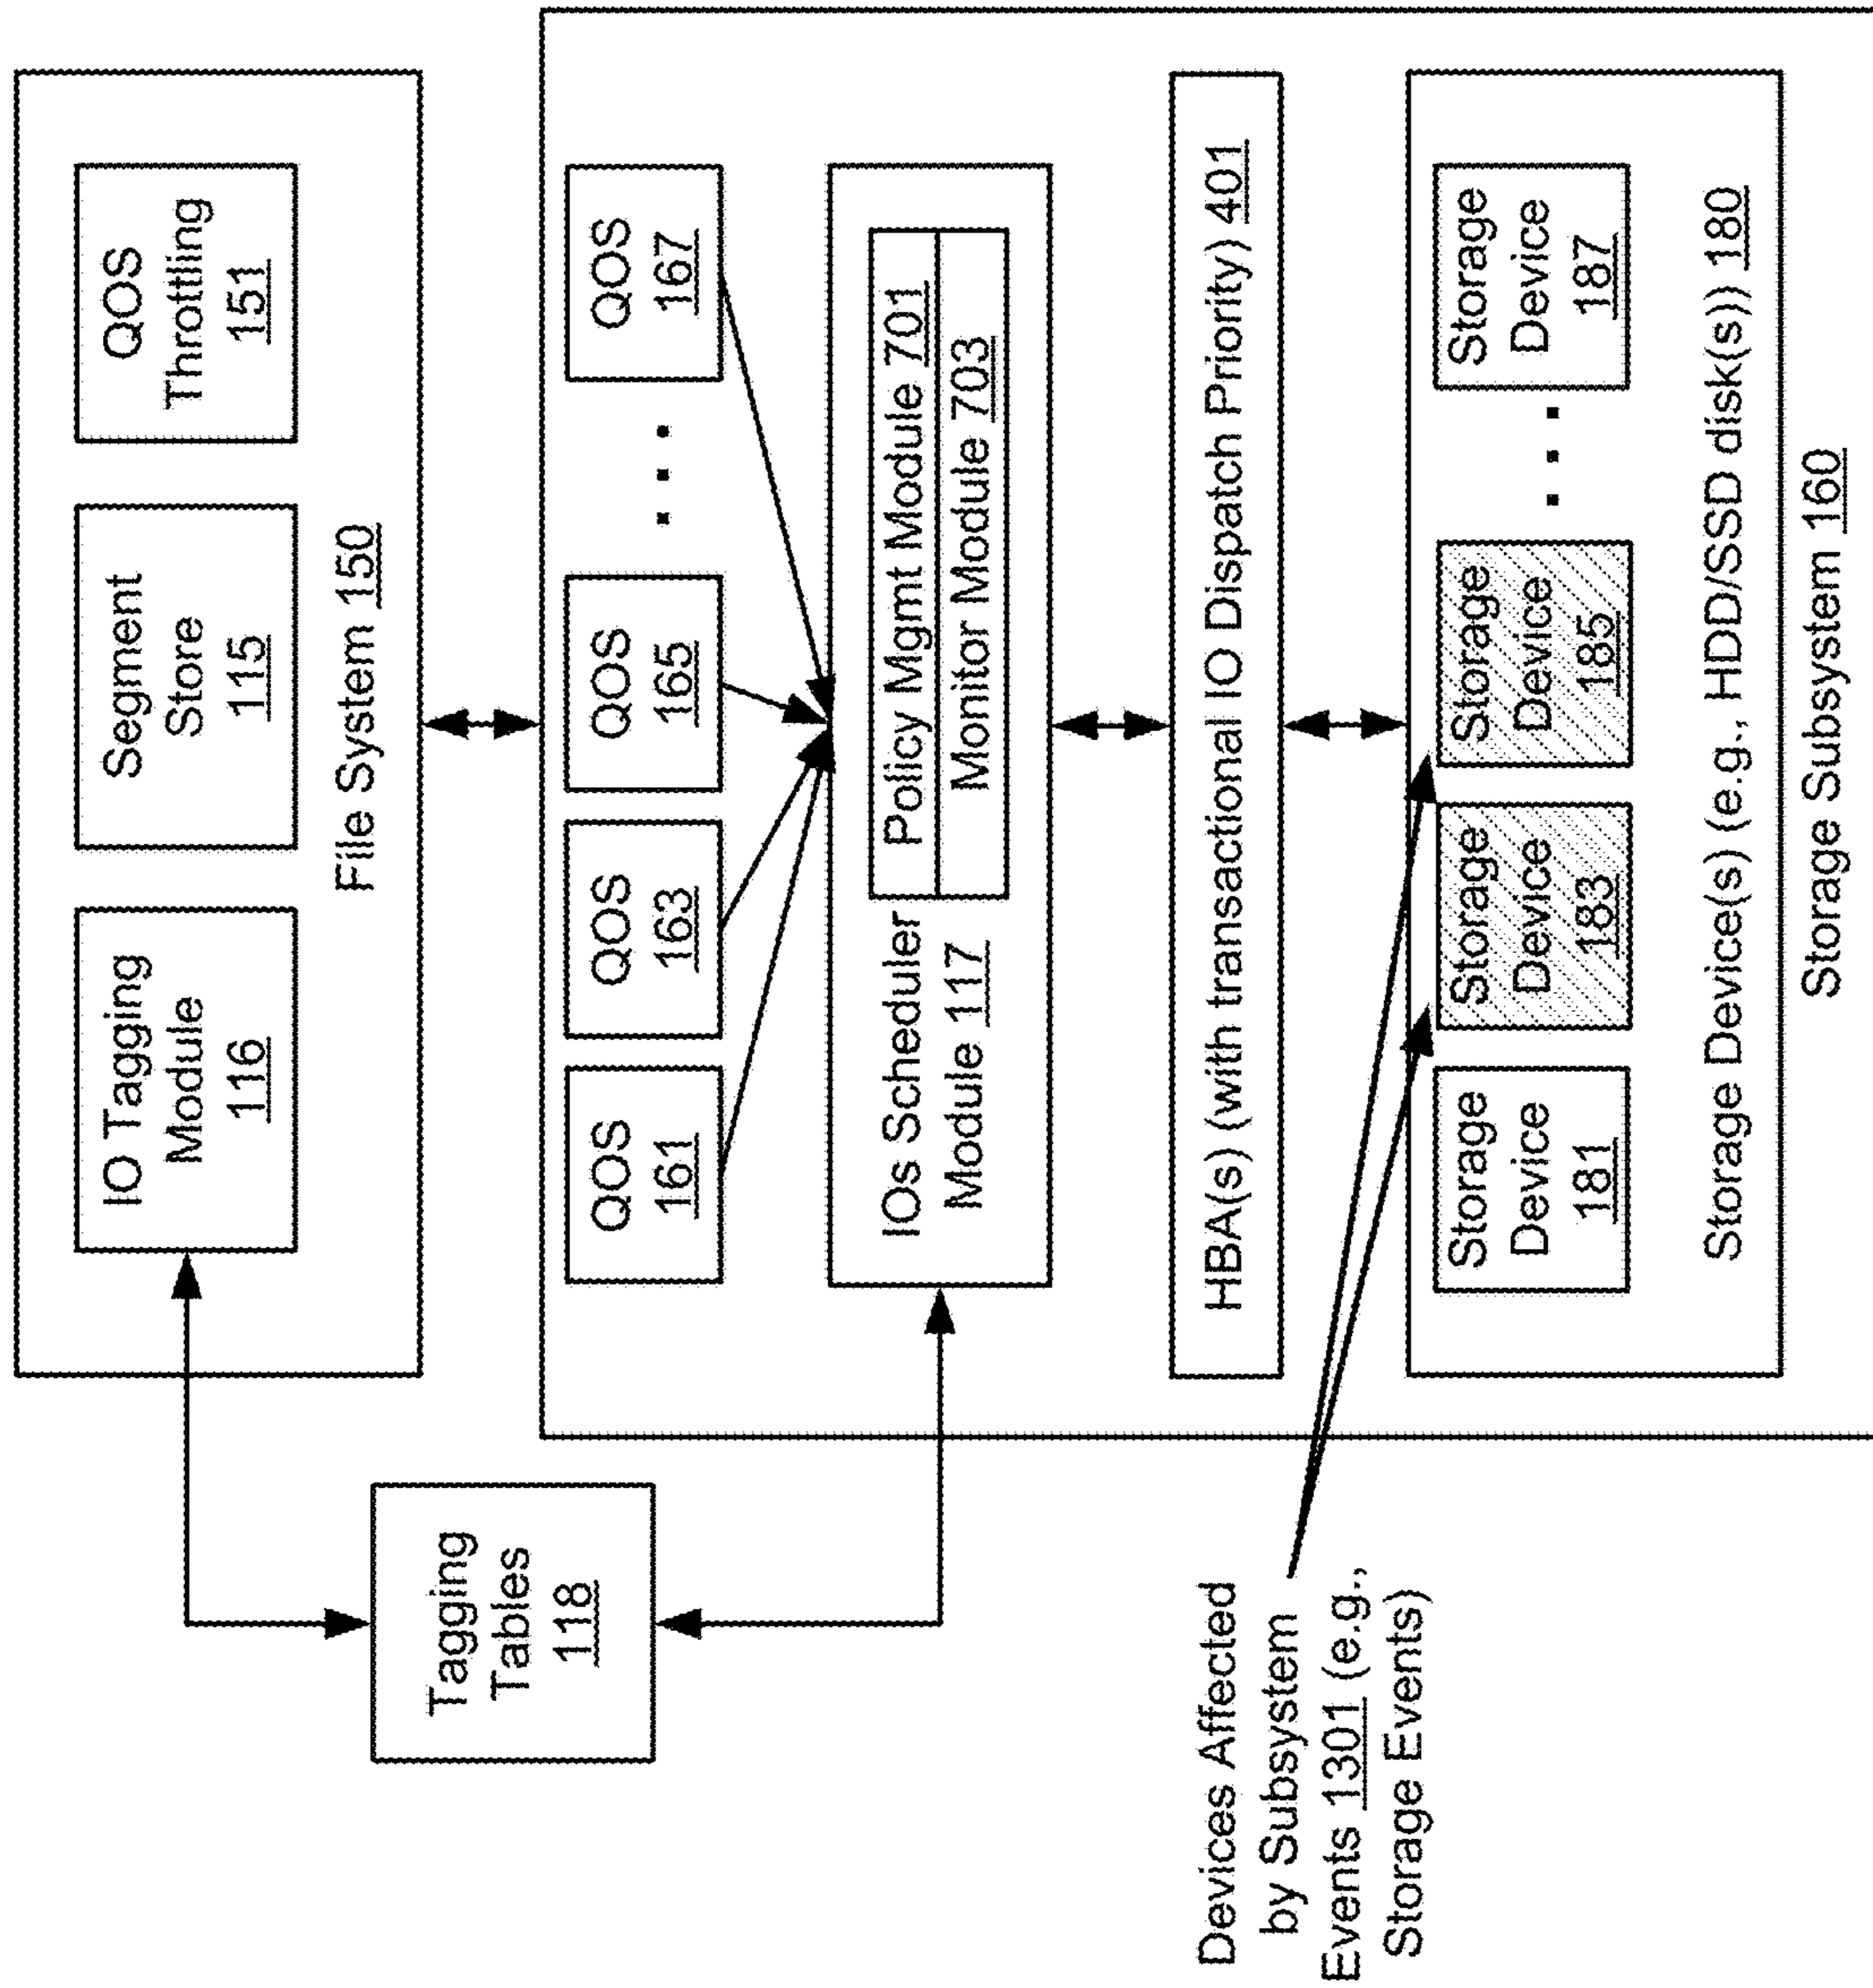 IO Tagging
Module
116
Segment
Store
115
QOS
Throttling
151
File System 150
Tagging
Tables
118
QOS
161
QOS
163
QOS
165
. . .
QOS
167
IOs Scheduler
Module 117
Policy Mgmt Module 701
Monitor Module 703
HBA(s) (with transactional IO Dispatch Priority) 401
Devices Affected
by Subsystem
Events 1301 (e.g.,
Storage Events)
Storage
Device
181
Storage
Device
183
Storage
Device
185
. . .
Storage
Device
187
Storage Device(s) (e.g., HDD/SSD disk(s)) 180
Storage Subsystem 160